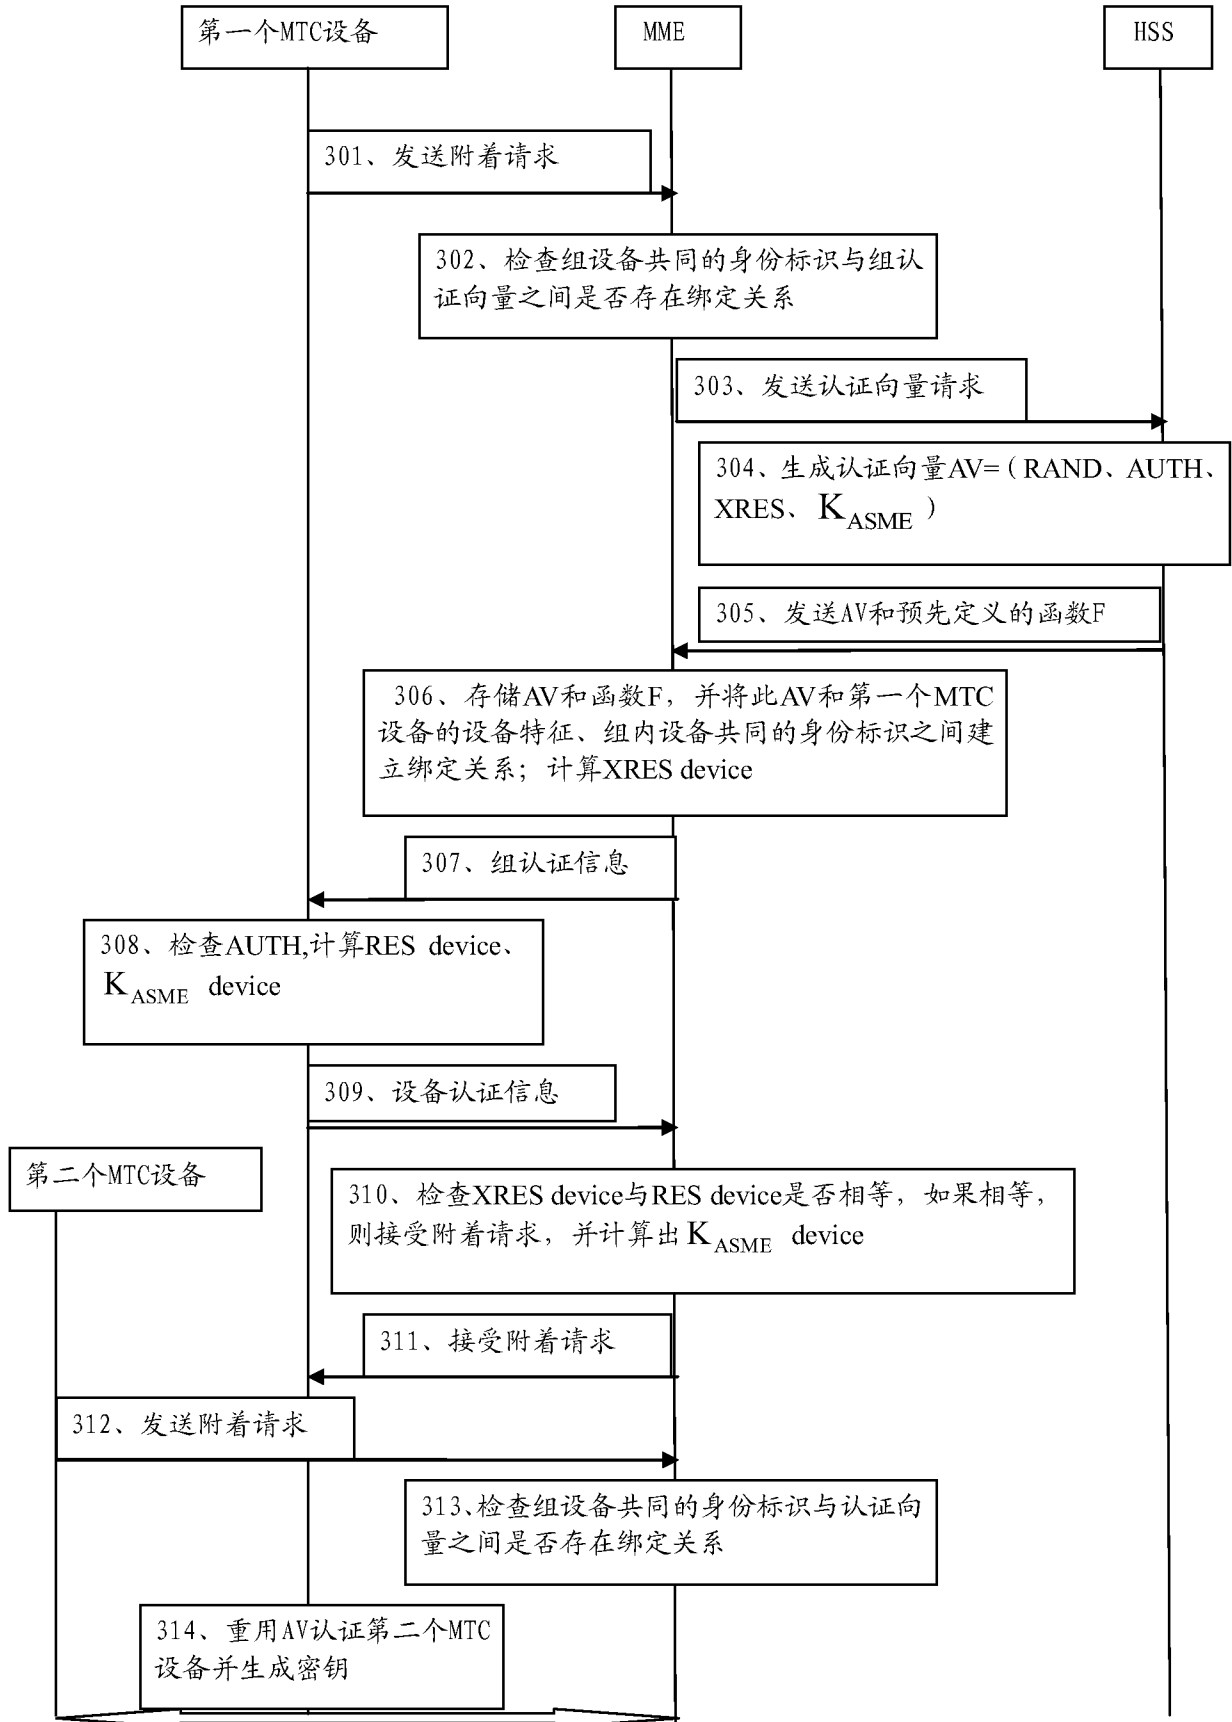 第一个MTC设备
MME
HSS
301、发送附着请求
302、检查组设备共同的身份标识与组认
证向量之间是否存在绑定关系
303、发送认证向量请求
304、生成认证向量AV=（RAND、AUTH、
XRES、KASME）
305、发送AV和预先定义的函数F
306、存储AV和函数F，并将此AV和第一个MTC
设备的设备特征、组内设备共同的身份标识之间建
立绑定关系；计算XRES device
307、组认证信息
308、检查AUTH,计算RES device、
KASME device
309、设备认证信息
第二个MTC设备
310、检查XRES device与RES device是否相等，如果相等，
则接受附着请求，并计算出KASME device
311、接受附着请求
312、发送附着请求
313、检查组设备共同的身份标识与认证向
量之间是否存在绑定关系
314、重用AV认证第二个MTC
设备并生成密钥